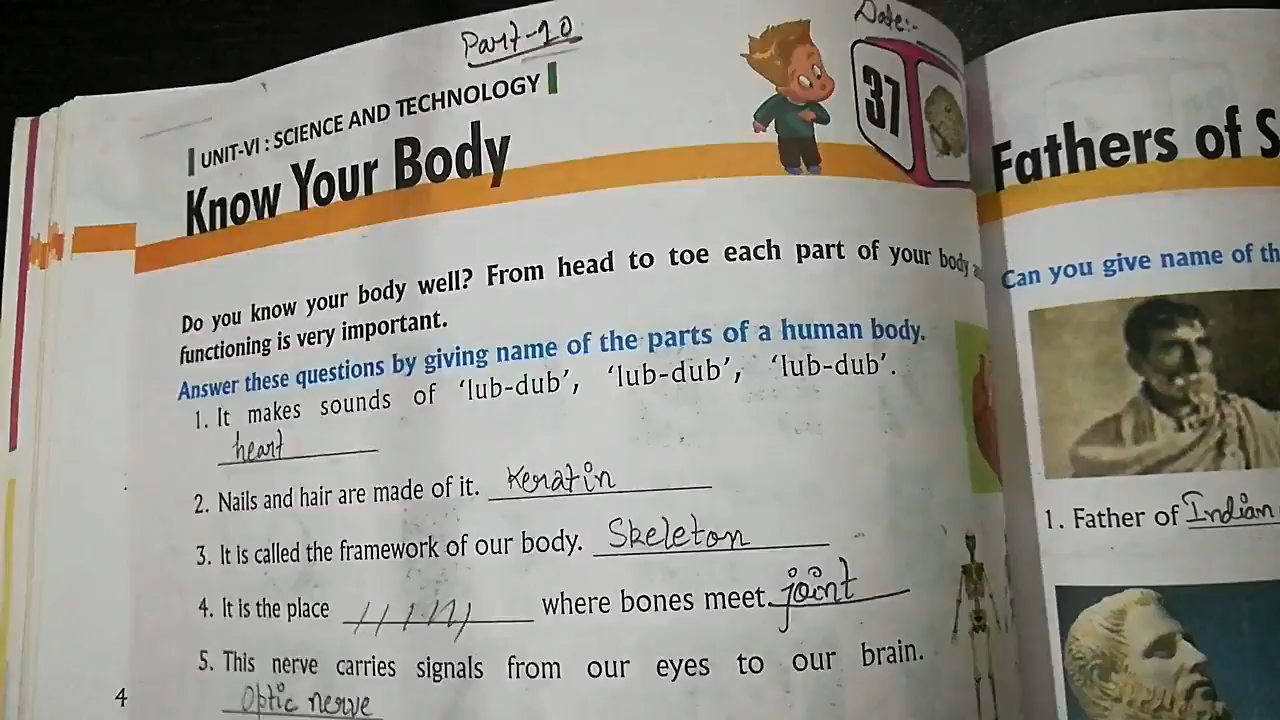 Part-10
Date:-
UNIT-VI : SCIENCE AND TECHNOLOGY
37
Know Your Body
Do you know your body well? From head to toe each part of your body
functioning is very important.
Answer these questions by giving name of the parts of a human body.
1. It makes sounds of 'lub-dub', 'lub-dub', 'lub-dub'.
heart
2. Nails and hair are made of it. Keratin
3. It is called the framework of our body. Skeleton
4. It is the place where bones meet. joint
5. This nerve carries signals from our eyes to our brain.
Optic nerve
4
Fathers of S
Can you give name of th
1. Father of Indian